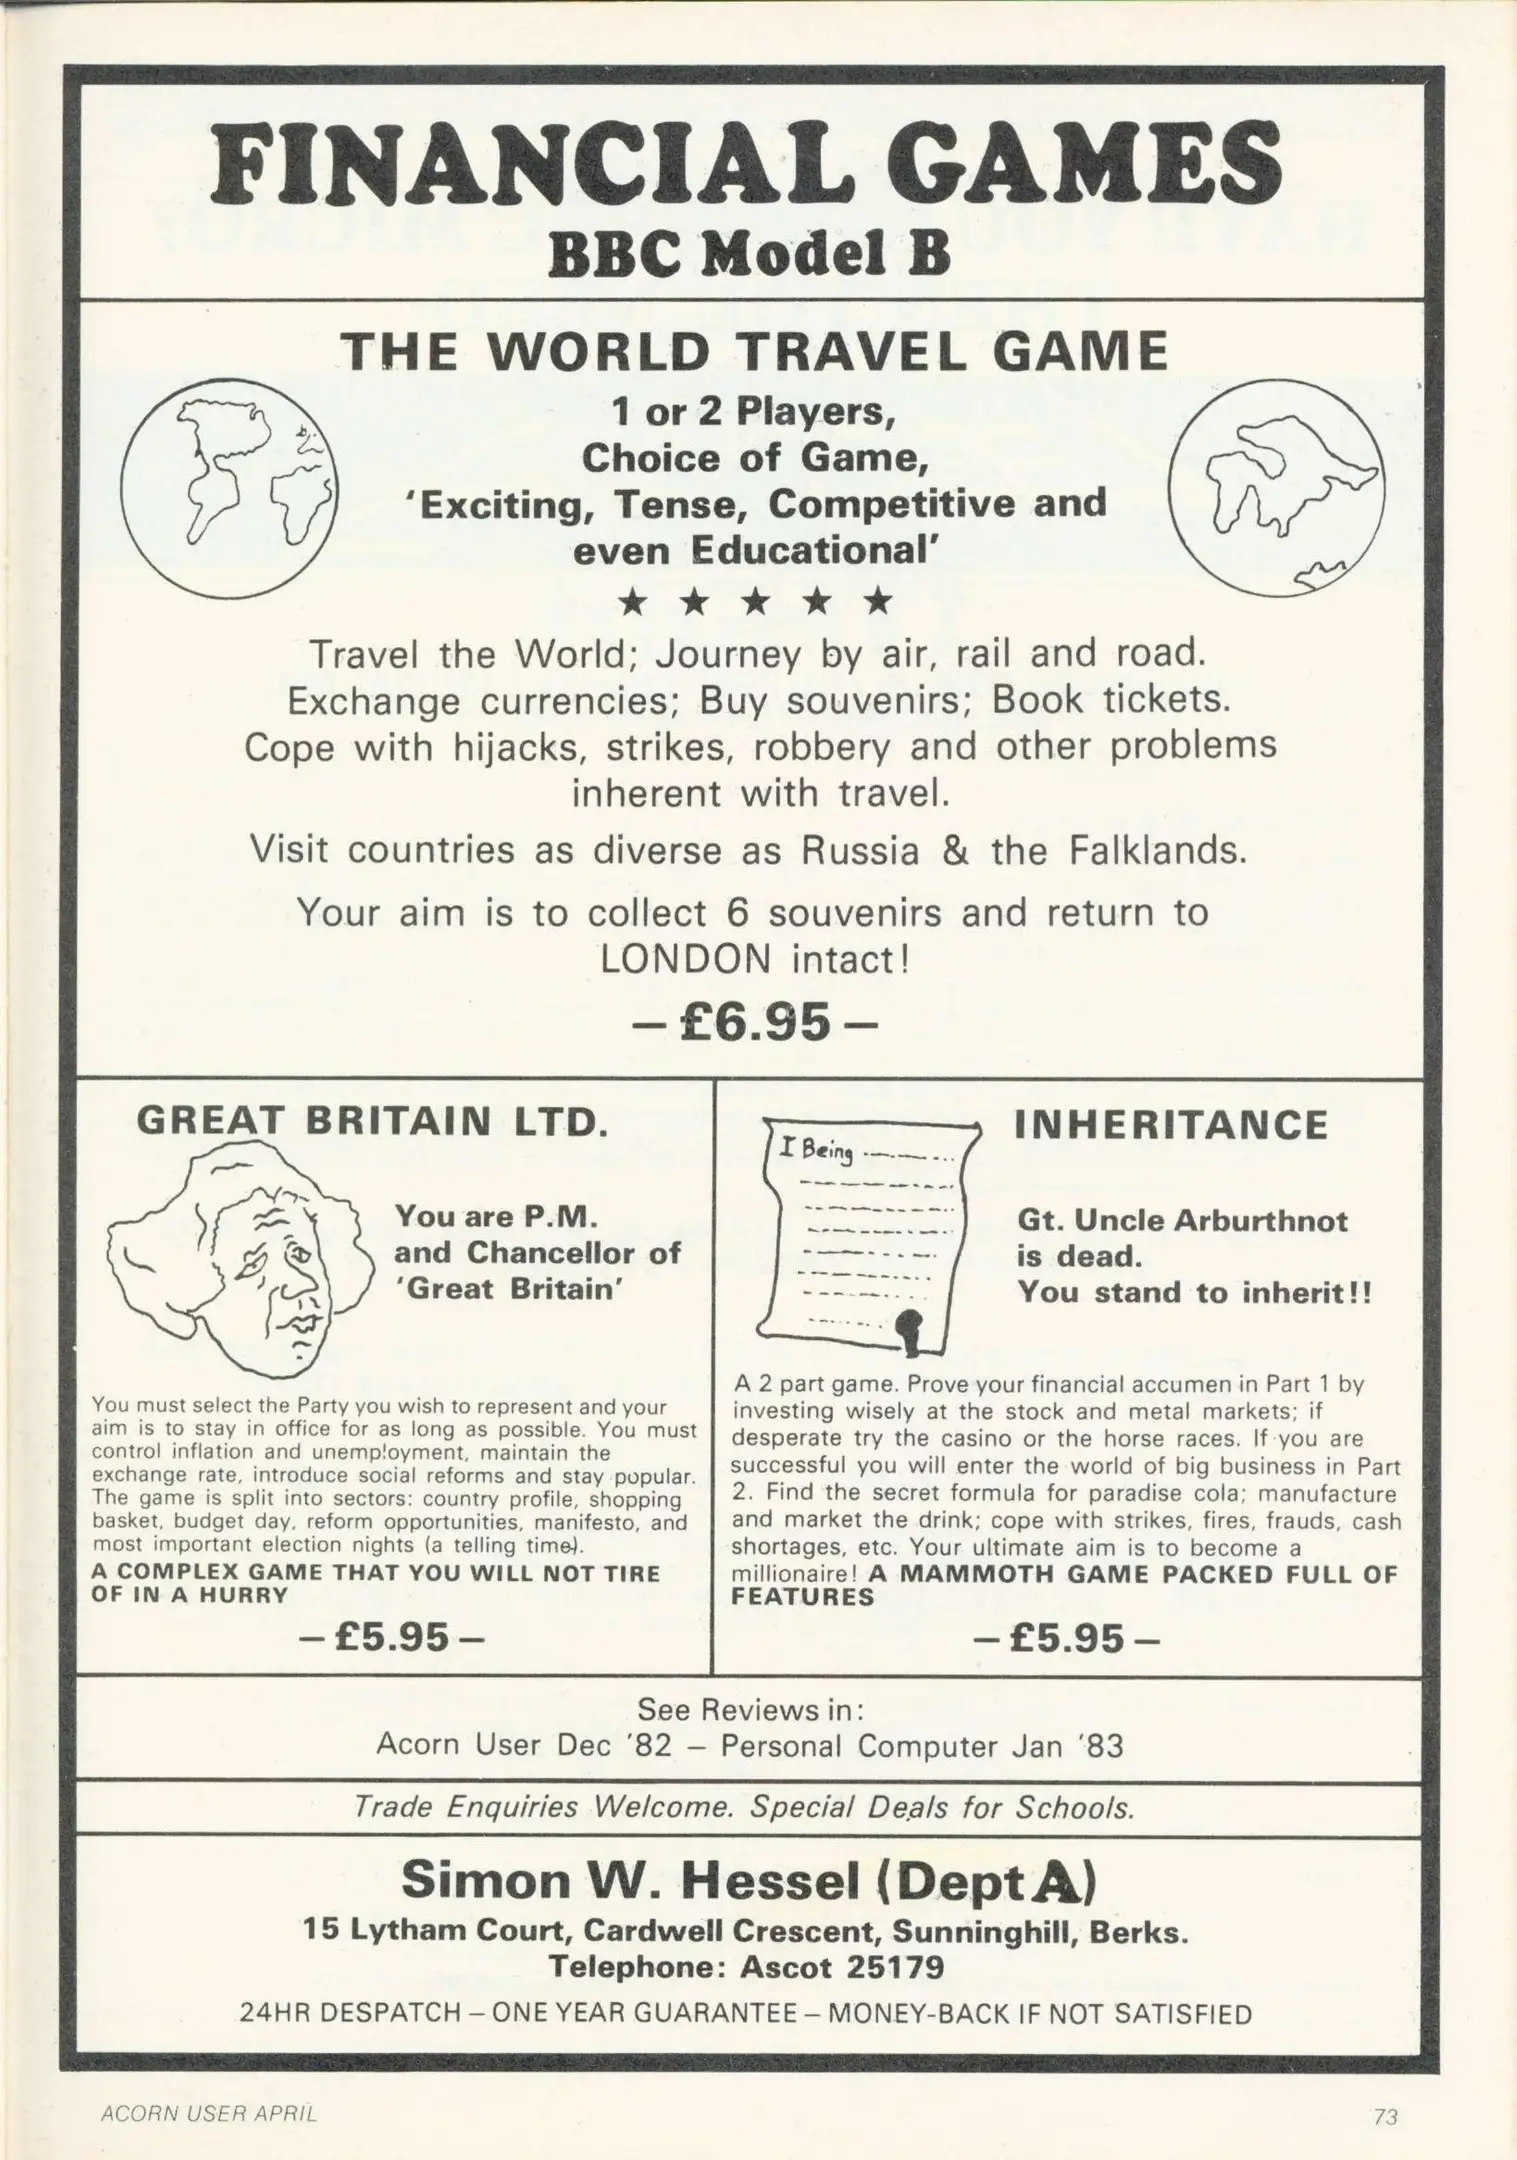 FINANCIAL GAMES
BBC Model B
THE WORLD TRAVEL GAME
1 or 2 Players,
Choice of Game,
'Exciting, Tense, Competitive and
even Educational'
★ ★ ★ ★ ★
Travel the World; Journey by air, rail and road.
Exchange currencies; Buy souvenirs; Book tickets.
Cope with hijacks, strikes, robbery and other problems
inherent with travel.
Visit countries as diverse as Russia & the Falklands.
Your aim is to collect 6 souvenirs and return to
LONDON intact!
– £6.95 –
GREAT BRITAIN LTD.
You are P.M.
and Chancellor of
'Great Britain'
You must select the Party you wish to represent and your
aim is to stay in office for as long as possible. You must
control inflation and unemployment, maintain the
exchange rate, introduce social reforms and stay popular.
The game is split into sectors: country profile, shopping
basket, budget day, reform opportunities, manifesto, and
most important election nights (a telling time).
A COMPLEX GAME THAT YOU WILL NOT TIRE
OF IN A HURRY
– £5.95 –
I Being
INHERITANCE
Gt. Uncle Arburthnot
is dead.
You stand to inherit!!
A 2 part game. Prove your financial accumen in Part 1 by
investing wisely at the stock and metal markets; if
desperate try the casino or the horse races. If you are
successful you will enter the world of big business in Part
2. Find the secret formula for paradise cola; manufacture
and market the drink; cope with strikes, fires, frauds, cash
shortages, etc. Your ultimate aim is to become a
millionaire! A MAMMOTH GAME PACKED FULL OF
FEATURES
– £5.95 –
See Reviews in:
Acorn User Dec '82 – Personal Computer Jan '83
Trade Enquiries Welcome. Special Deals for Schools.
Simon W. Hessel (Dept A)
15 Lytham Court, Cardwell Crescent, Sunninghill, Berks.
Telephone: Ascot 25179
24HR DESPATCH – ONE YEAR GUARANTEE – MONEY-BACK IF NOT SATISFIED
ACORN USER APRIL
73